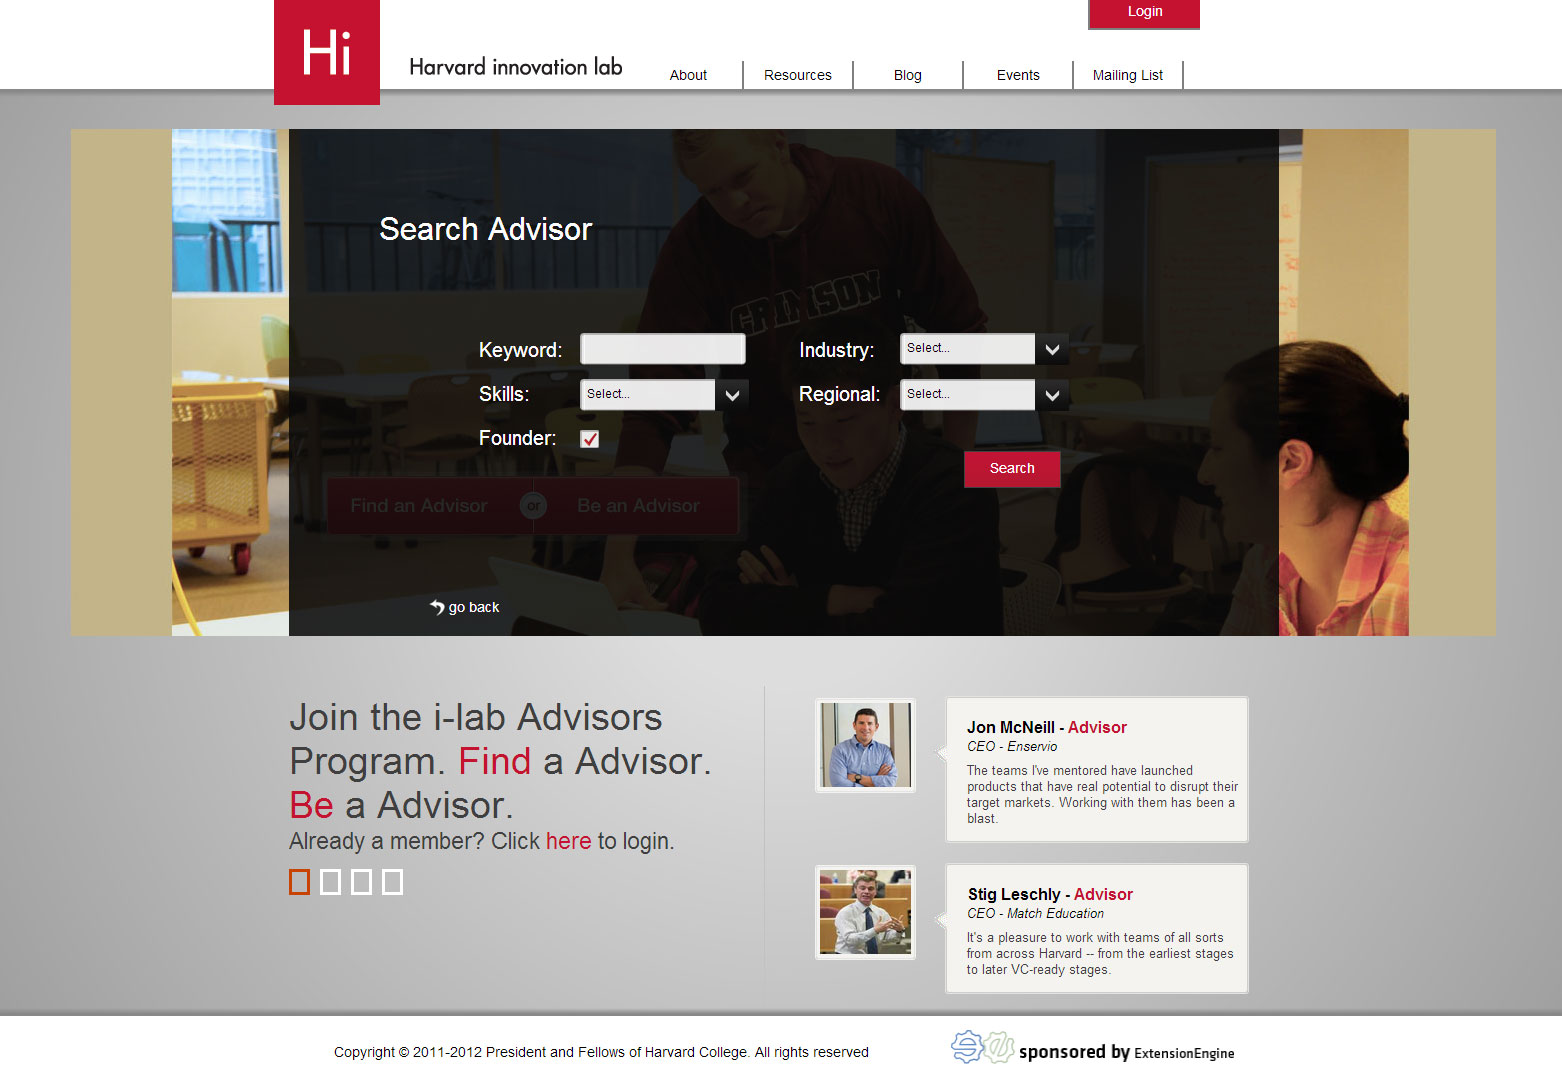 Login
Hi
Harvard innovation lab
About
Resources
Blog
Events
Mailing List
Search Advisor
CRIMSON
Keyword:
Industry:
Select...
Skills:
Select...
Regional:
Select...
Founder:
Search
Find an Advisor
or
Be an Advisor
go back
Join the i-lab Advisors
Program. Find a Advisor.
Be a Advisor.
Already a member? Click here to login.
Jon McNeill - Advisor
CEO - Enservio
The teams I've mentored have launched
products that have real potential to disrupt their
target markets. Working with them has been a
blast.
Stig Leschly - Advisor
CEO - Match Education
It's a pleasure to work with teams of all sorts
from across Harvard -- from the earliest stages
to later VC-ready stages.
Copyright © 2011-2012 President and Fellows of Harvard College. All rights reserved
sponsored by ExtensionEngine